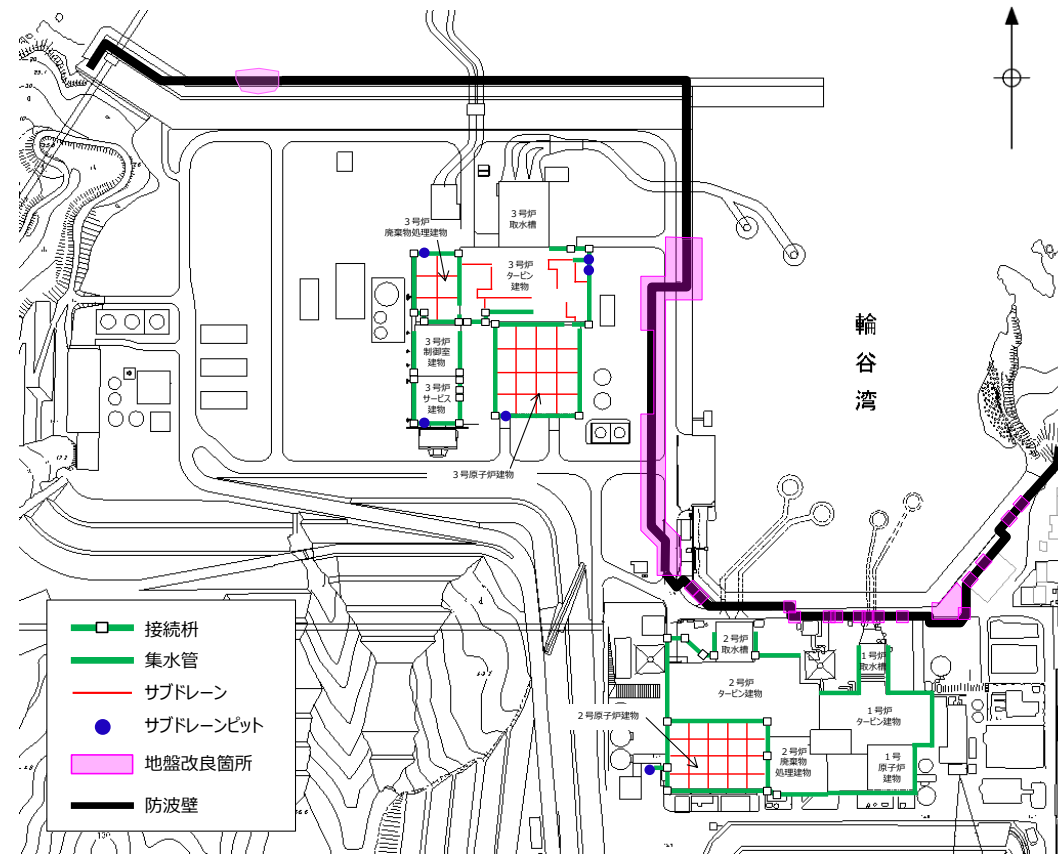 3号炉
廃棄物処理建物
3号炉
取水槽
3号炉
タービン
建物
3号炉
制御室
建物
3号炉
サービス
建物
3号原子炉建物
輪谷湾
接続枡
集水管
サブドレーン
サブドレーンピット
地盤改良箇所
防波壁
2号炉
取水槽
1号炉
取水槽
2号炉
タービン建物
1号炉
タービン建物
2号原子炉建物
2号炉
廃棄物
処理建物
1号
原子炉
建物